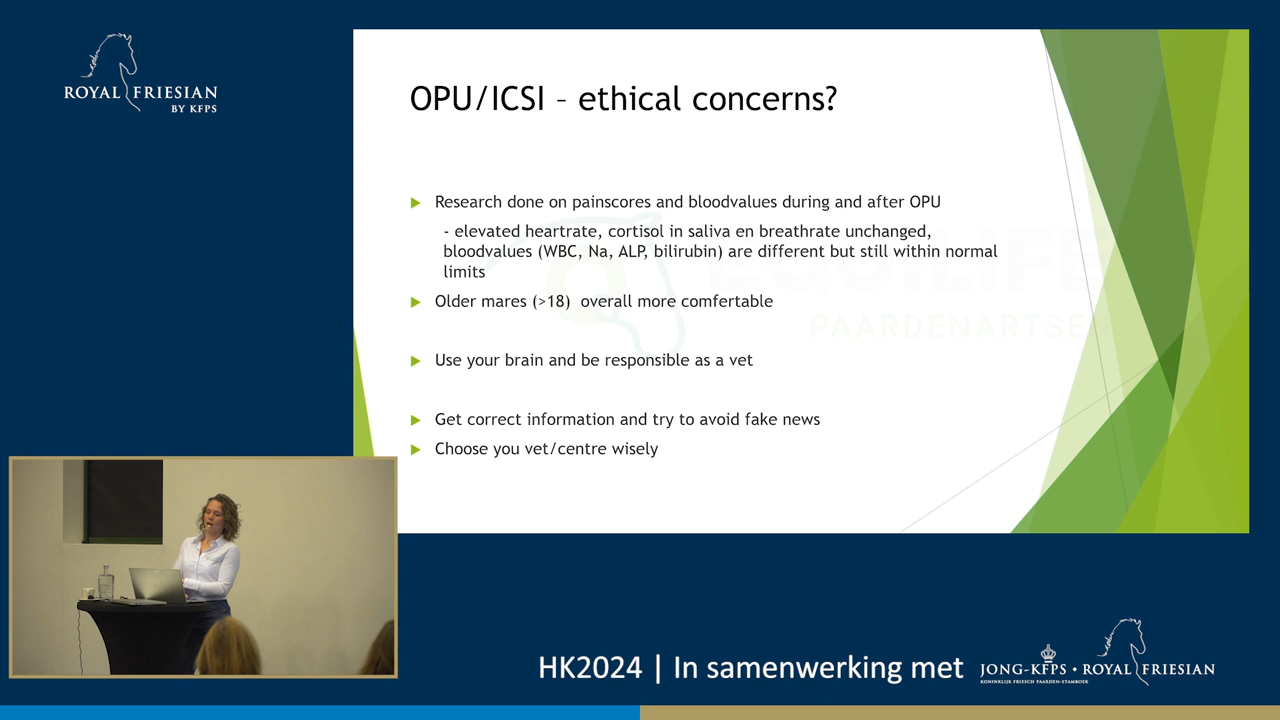 ROYAL FRIESIAN
BY KFPS
OPU/ICSI – ethical concerns?
Research done on painscores and bloodvalues during and after OPU
- elevated heartrate, cortisol in saliva en breathrate unchanged,
bloodvalues (WBC, Na, ALP, bilirubin) are different but still within normal
limits
Older mares (>18) overall more comfertable
Use your brain and be responsible as a vet
Get correct information and try to avoid fake news
Choose you vet/centre wisely
EQUILIFE
PAARDENARTSEN
HK2024 | In samenwerking met
JONG-KFPS • ROYAL FRIESIAN
KONINKLIJK FRIESCH PAARDEN-STAMBOEK